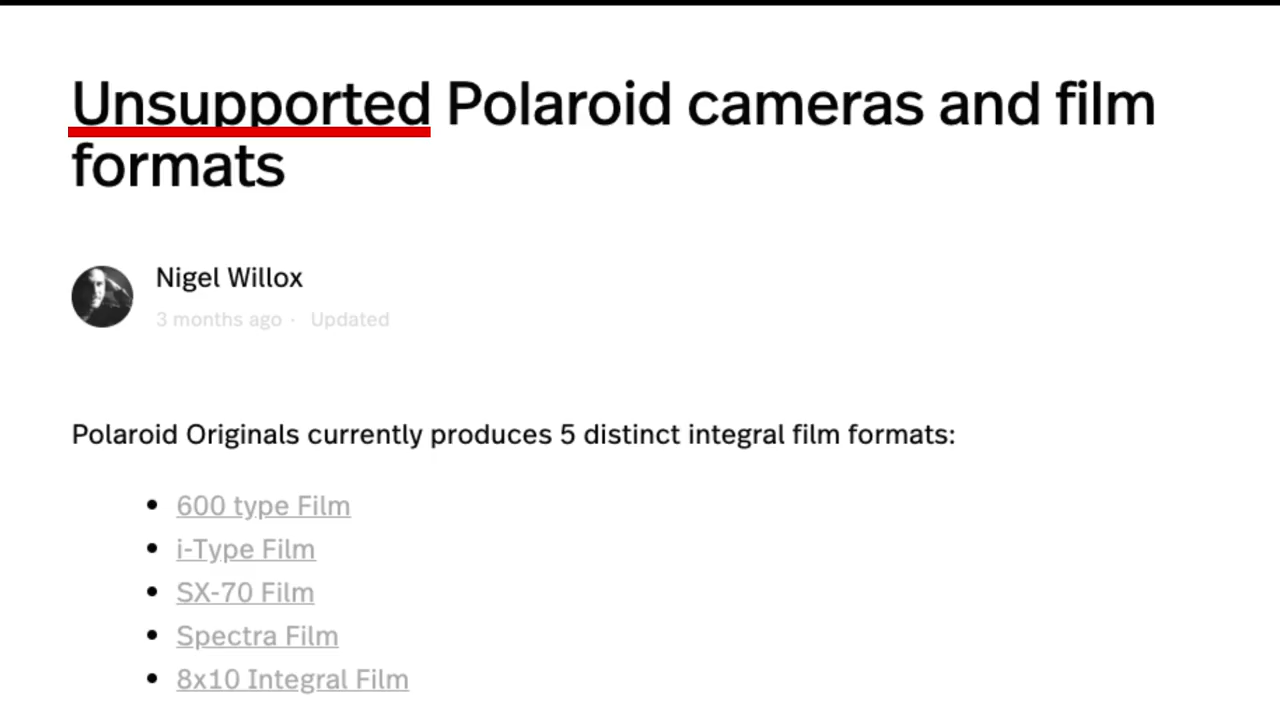 Unsupported Polaroid cameras and film
formats
Nigel Willox
3 months ago · Updated
Polaroid Originals currently produces 5 distinct integral film formats:
• 600 type Film
• i-Type Film
• SX-70 Film
• Spectra Film
• 8x10 Integral Film